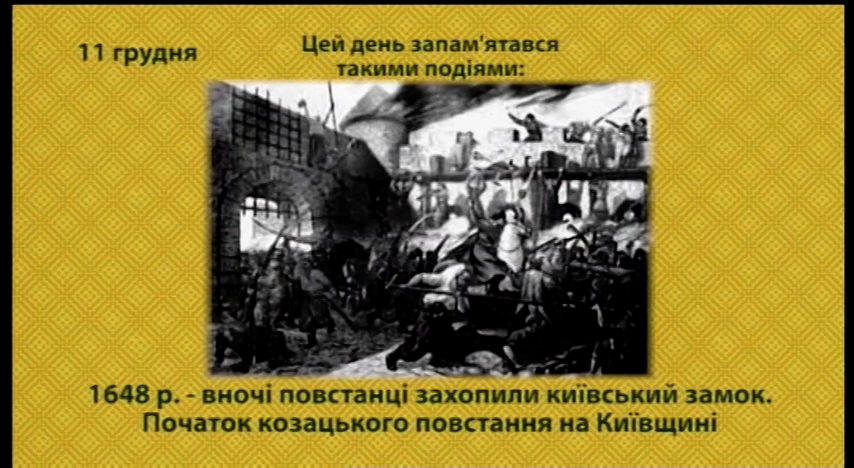 11 грудня
Цей день запам'ятався
такими подіями:
1648 р. - вночі повстанці захопили київський замок.
Початок козацького повстання на Київщині